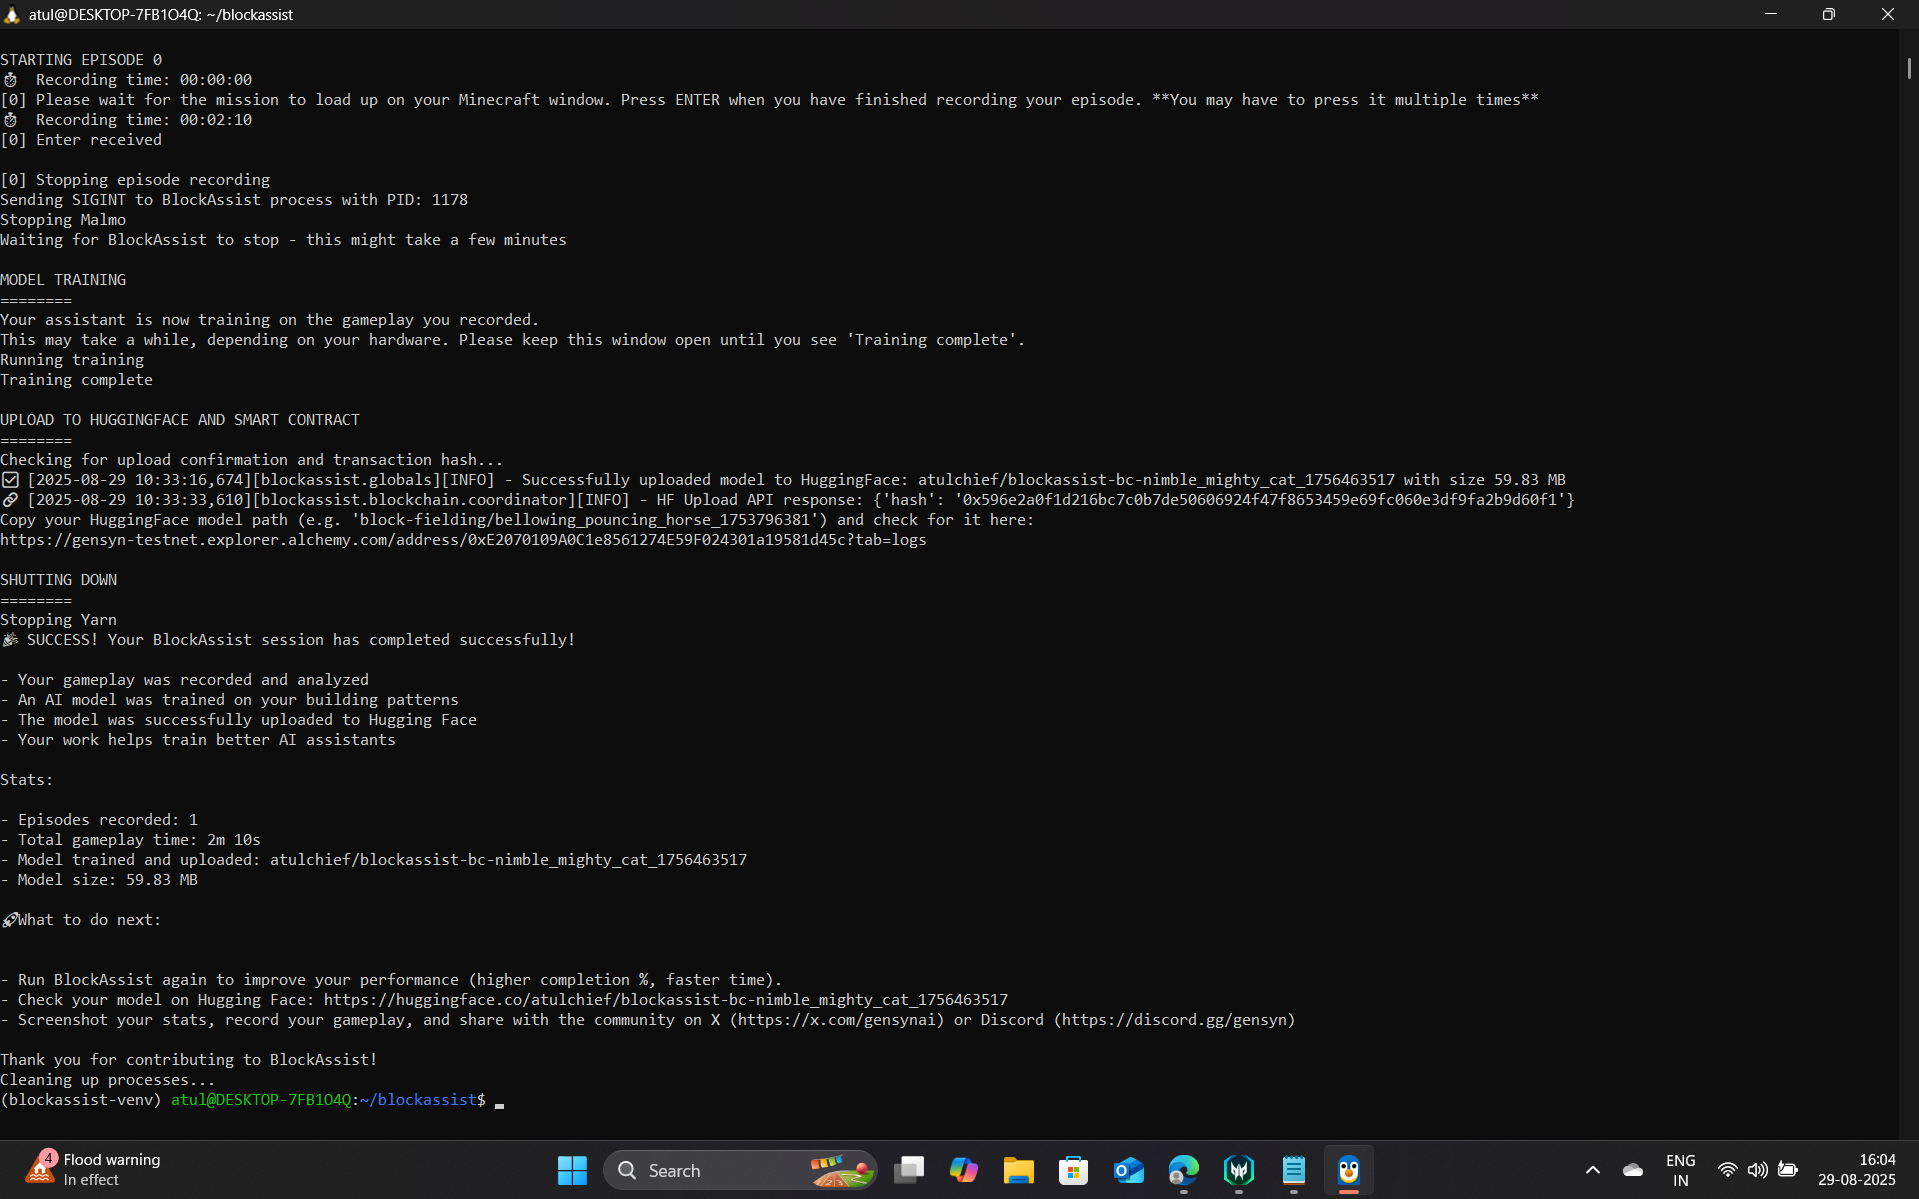 atul@DESKTOP-7FB1O4Q: ~/blockassist
STARTING EPISODE 0
⏱ Recording time: 00:00:00
[0] Please wait for the mission to load up on your Minecraft window. Press ENTER when you have finished recording your episode. **You may have to press it multiple times**
⏱ Recording time: 00:02:10
[0] Enter received
[0] Stopping episode recording
Sending SIGINT to BlockAssist process with PID: 1178
Stopping Malmo
Waiting for BlockAssist to stop - this might take a few minutes
MODEL TRAINING
========
Your assistant is now training on the gameplay you recorded.
This may take a while, depending on your hardware. Please keep this window open until you see 'Training complete'.
Running training
Training complete
UPLOAD TO HUGGINGFACE AND SMART CONTRACT
========
Checking for upload confirmation and transaction hash...
☑ [2025-08-29 10:33:16,674][blockassist.globals][INFO] - Successfully uploaded model to HuggingFace: atulchief/blockassist-bc-nimble_mighty_cat_1756463517 with size 59.83 MB
🔗 [2025-08-29 10:33:33,610][blockassist.blockchain.coordinator][INFO] - HF Upload API response: {'hash': '0x596e2a0f1d216bc7c0b7de50606924f47f8653459e69fc060e3df9fa2b9d60f1'}
Copy your HuggingFace model path (e.g. 'block-fielding/bellowing_pouncing_horse_1753796381') and check for it here:
https://gensyn-testnet.explorer.alchemy.com/address/0xE2070109A0C1e8561274E59F024301a19581d45c?tab=logs
SHUTTING DOWN
========
Stopping Yarn
🎉 SUCCESS! Your BlockAssist session has completed successfully!
- Your gameplay was recorded and analyzed
- An AI model was trained on your building patterns
- The model was successfully uploaded to Hugging Face
- Your work helps train better AI assistants
Stats:
- Episodes recorded: 1
- Total gameplay time: 2m 10s
- Model trained and uploaded: atulchief/blockassist-bc-nimble_mighty_cat_1756463517
- Model size: 59.83 MB
🚀What to do next:
- Run BlockAssist again to improve your performance (higher completion %, faster time).
- Check your model on Hugging Face: https://huggingface.co/atulchief/blockassist-bc-nimble_mighty_cat_1756463517
- Screenshot your stats, record your gameplay, and share with the community on X (https://x.com/gensynai) or Discord (https://discord.gg/gensyn)
Thank you for contributing to BlockAssist!
Cleaning up processes...
(blockassist-venv) atul@DESKTOP-7FB1O4Q:~/blockassist$
4
Flood warning
In effect
Search
ENG
IN
16:04
29-08-2025